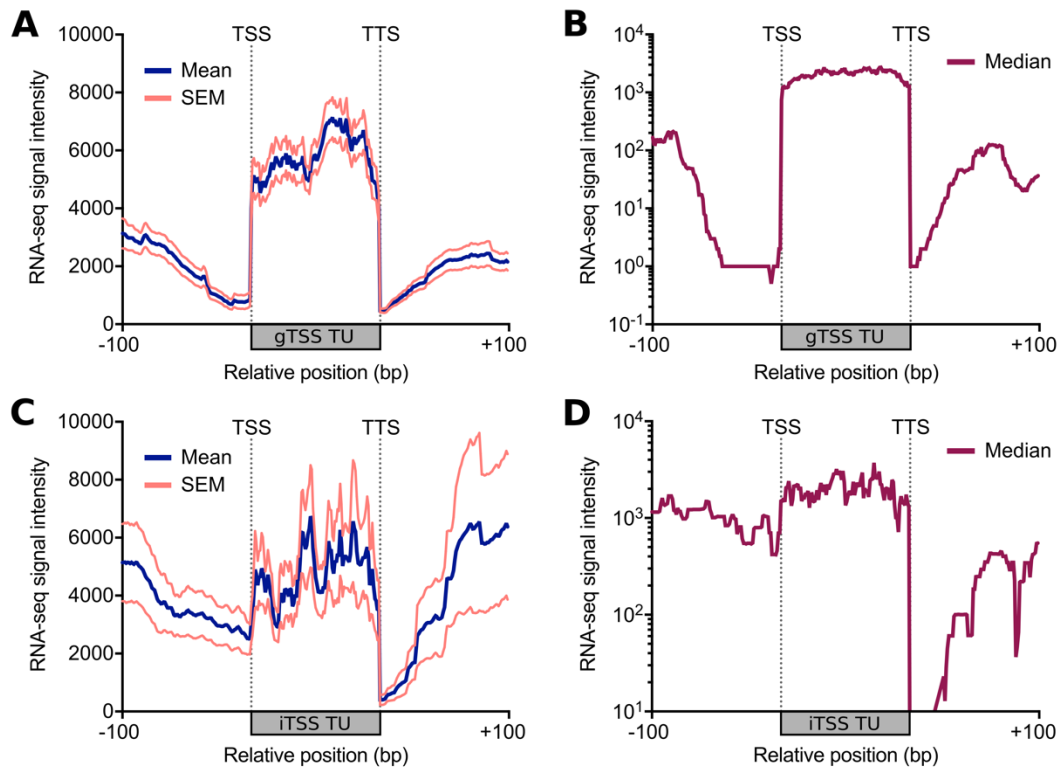 A
10000
8000
6000
4000
2000
0
RNA-seq signal intensity
TSS
TTS
Mean
SEM
gTSS TU
-100
+100
Relative position (bp)
B
10⁴
10³
10²
10¹
10⁰
10⁻¹
RNA-seq signal intensity
TSS
TTS
Median
gTSS TU
-100
+100
Relative position (bp)
C
10000
8000
6000
4000
2000
0
RNA-seq signal intensity
TSS
TTS
Mean
SEM
iTSS TU
-100
+100
Relative position (bp)
D
10⁴
10³
10²
10¹
RNA-seq signal intensity
TSS
TTS
Median
iTSS TU
-100
+100
Relative position (bp)